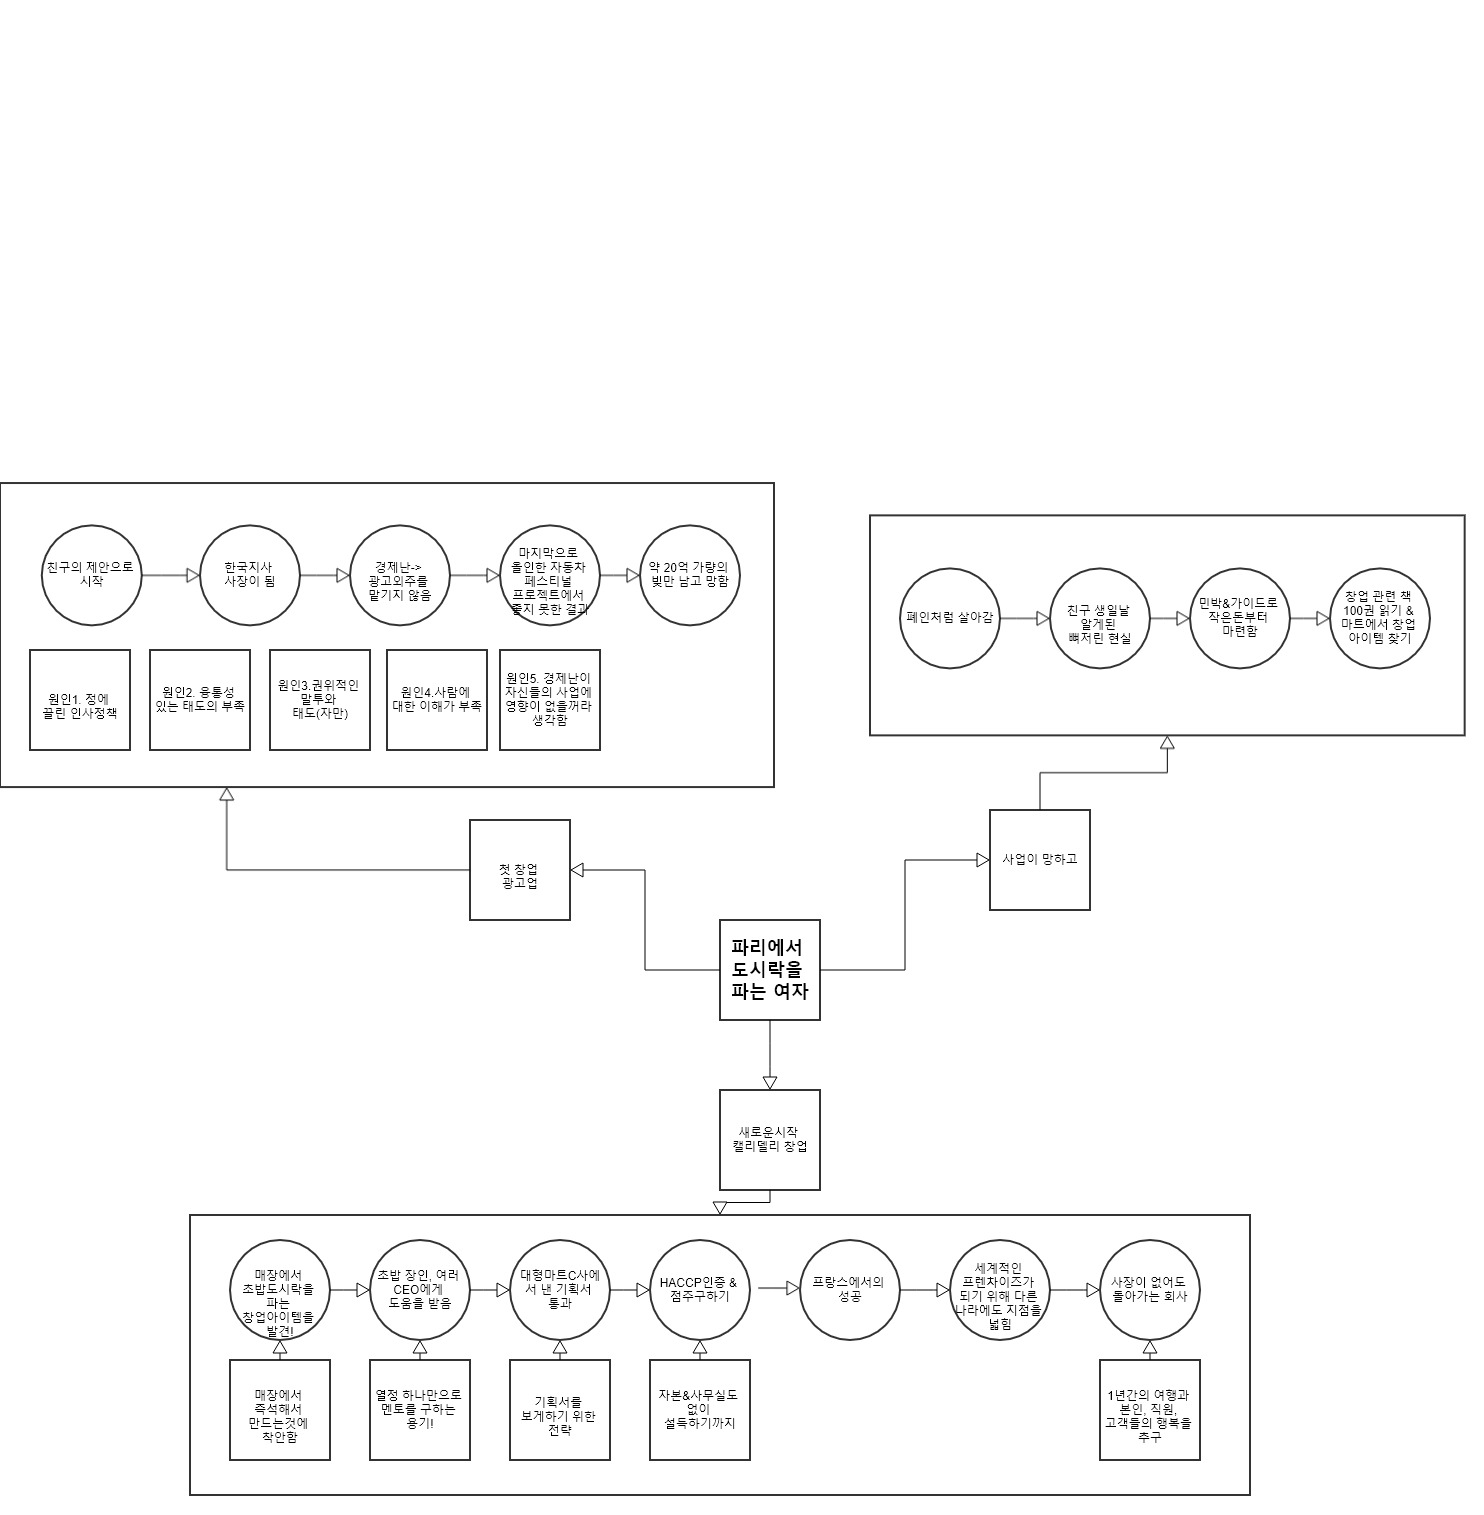 친구의 제안으로
시작
한국지사
사장이 됨
경제난->
광고외주를
맡기지 않음
마지막으로
올인한 자동차
페스티널
프로젝트에서
좋지 못한 결과
약 20억 가량의
빚만 남고 망함
원인1. 정에
끌린 인사정책
원인2. 융통성
있는 태도의 부족
원인3.권위적인
말투와
태도(자만)
원인4.사람에
대한 이해가 부족
원인5. 경제난이
자신들의 사업에
영향이 없을꺼라
생각함
폐인처럼 살아감
친구 생일날
알게된
뼈저린 현실
민박&가이드로
작은돈부터
마련함
창업 관련 책
100권 읽기 &
마트에서 창업
아이템 찾기
첫 창업
광고업
사업이 망하고
파리에서
도시락을
파는 여자
새로운시작
캘리델리 창업
매장에서
초밥도시락을
파는
창업아이템을
발견!
초밥 장인, 여러
CEO에게
도움을 받음
대형마트C사에
서 낸 기획서
통과
HACCP인증 &
점주구하기
프랑스에서의
성공
세계적인
프렌차이즈가
되기 위해 다른
나라에도 지점을
넓힘
사장이 없어도
돌아가는 회사
매장에서
즉석해서
만드는것에
착안함
열정 하나만으로
멘토를 구하는
용기!
기획서를
보게하기 위한
전략
자본&사무실도
없이
설득하기까지
1년간의 여행과
본인, 직원,
고객들의 행복을
추구